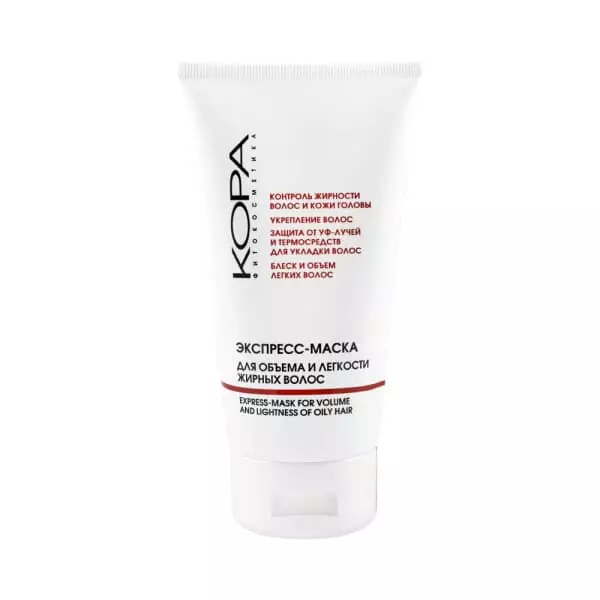 КОРА
ФИТОКОСМЕТИКА
КОНТРОЛЬ ЖИРНОСТИ
ВОЛОС И КОЖИ ГОЛОВЫ
УКРЕПЛЕНИЕ ВОЛОС
ЗАЩИТА ОТ УФ-ЛУЧЕЙ
И ТЕРМОСРЕДСТВ
ДЛЯ УКЛАДКИ ВОЛОС
БЛЕСК И ОБЪЕМ
ЛЕГКИХ ВОЛОС
ЭКСПРЕСС-МАСКА
ДЛЯ ОБЪЕМА И ЛЕГКОСТИ
ЖИРНЫХ ВОЛОС
EXPRESS-MASK FOR VOLUME
AND LIGHTNESS OF OILY HAIR